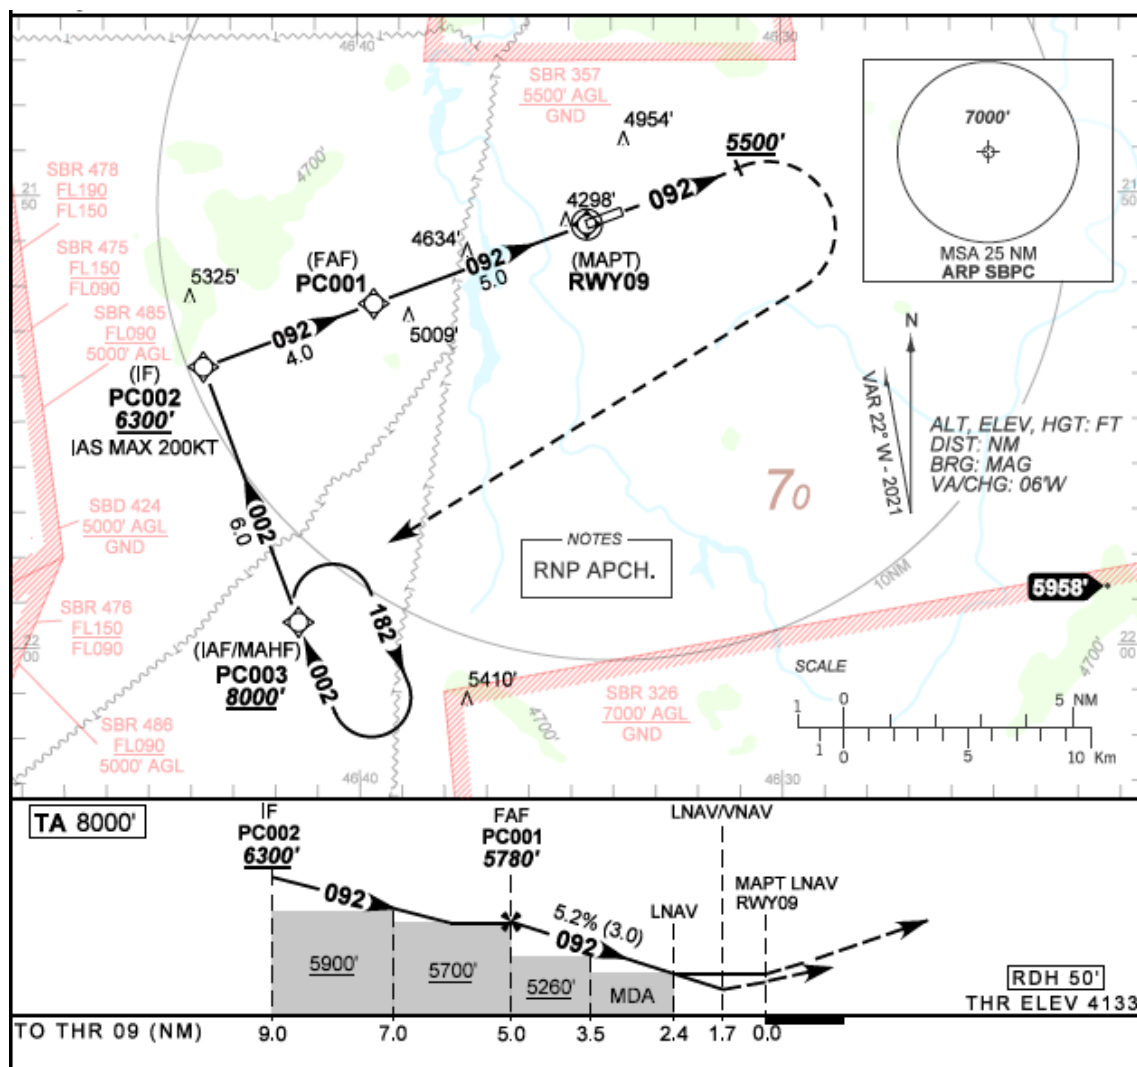 46 40
46 30
SBR 357
5500' AGL
GND
4954'
5500'
7000'
MSA 25 NM
ARP SBPC
SBR 478
FL190
FL150
4700'
21
50
21
50
092
4298'
(MAPT)
RWY09
4634'
092
5.0
(FAF)
PC001
SBR 475
FL150
FL090
5325'
SBR 485
FL090
5000' AGL
092
4.0
5009'
(IF)
PC002
6300'
IAS MAX 200KT
N
VAR 22° W - 2021
ALT, ELEV, HGT: FT
DIST: NM
BRG: MAG
VA/CHG: 06'W
70
SBD 424
5000' AGL
GND
002
6.0
NOTES
RNP APCH.
10NM
5958'
SBR 476
FL150
FL090
182
(IAF/MAHF)
PC003
8000'
002
22
00
22
00
4700'
SCALE
5410'
4700'
SBR 326
7000' AGL
GND
1 0 5 NM
1 0 5 10 Km
SBR 486
FL090
5000' AGL
46 40
46 30
TA 8000'
IF
PC002
6300'
FAF
PC001
5780'
LNAV/VNAV
MAPT LNAV
RWY09
LNAV
092
5.2% (3.0)
092
5900'
5700'
5260'
MDA
RDH 50'
THR ELEV 4133
TO THR 09 (NM) 9.0 7.0 5.0 3.5 2.4 1.7 0.0